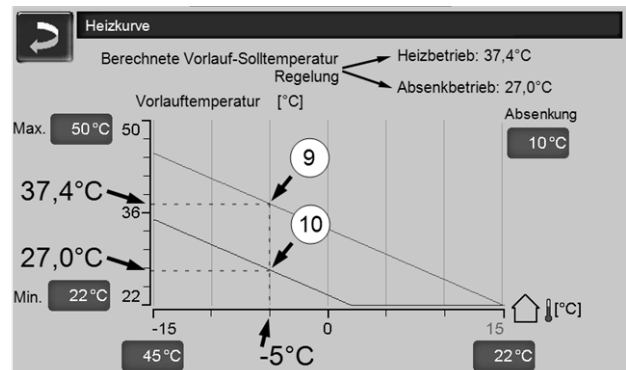 Heizkurve
Berechnete Vorlauf-Solltemperatur
Regelung
Heizbetrieb: 37,4°C
Absenkbetrieb: 27,0°C
Vorlauftemperatur [°C]
Absenkung
Max. 50 °C
50
10 °C
9
37,4°C
36
10
27,0°C
Min. 22 °C
22
[°C]
-15
0
15
45 °C
-5°C
22 °C